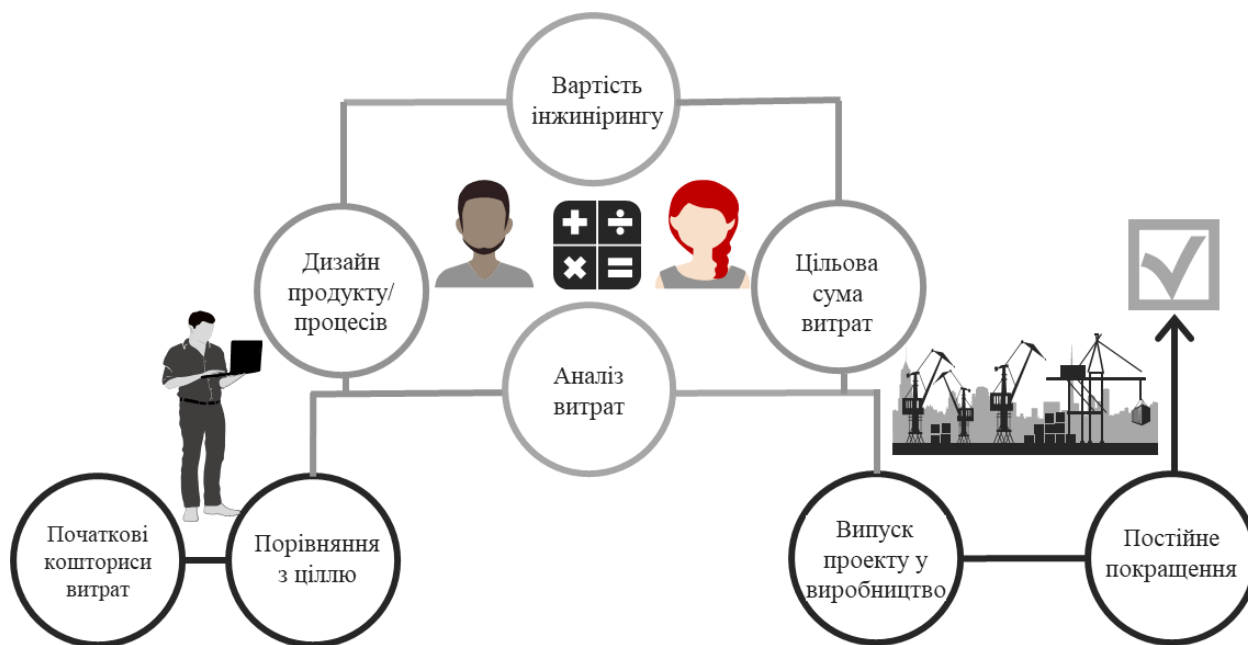 Вартість
інжинірингу
Дизайн
продукту/
процесів
Цільова
сума
витрат
Аналіз
витрат
Початкові
кошториси
витрат
Порівняння
з ціллю
Випуск
проекту у
виробництво
Постійне
покращення